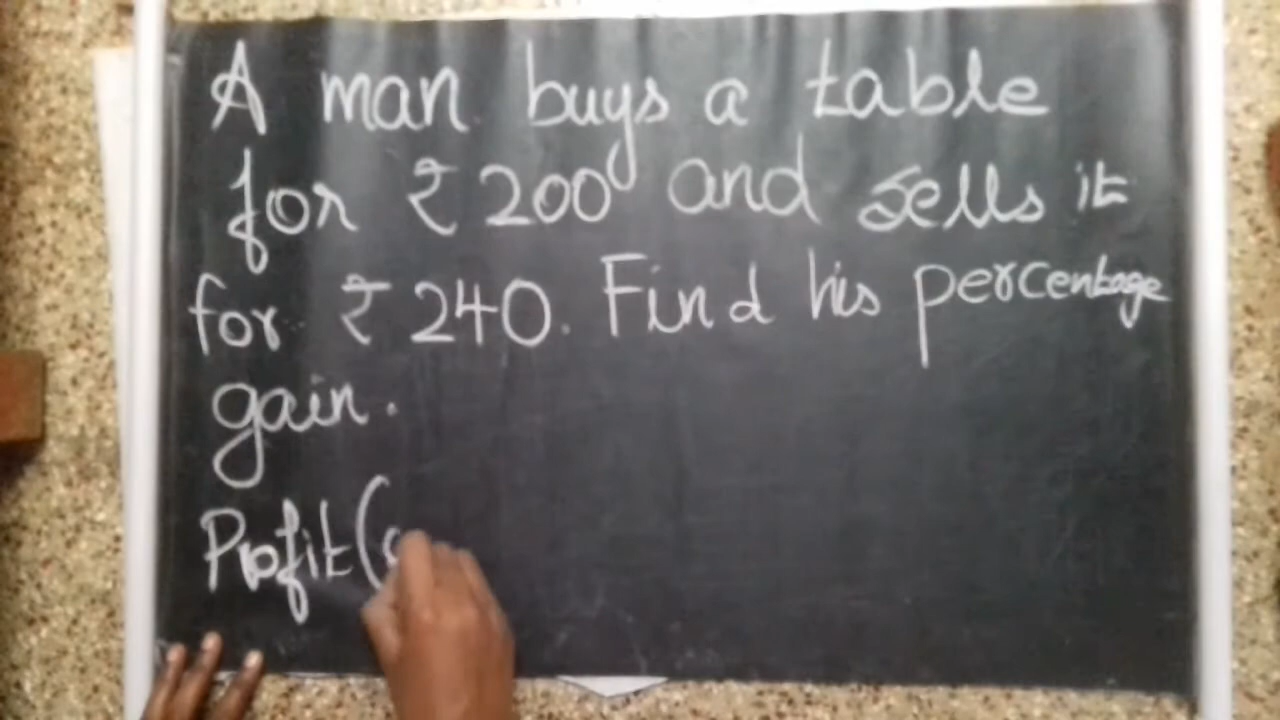 A man buys a table
for ₹ 200 and sells it
for ₹ 240. Find his percentage
gain.
Profit (